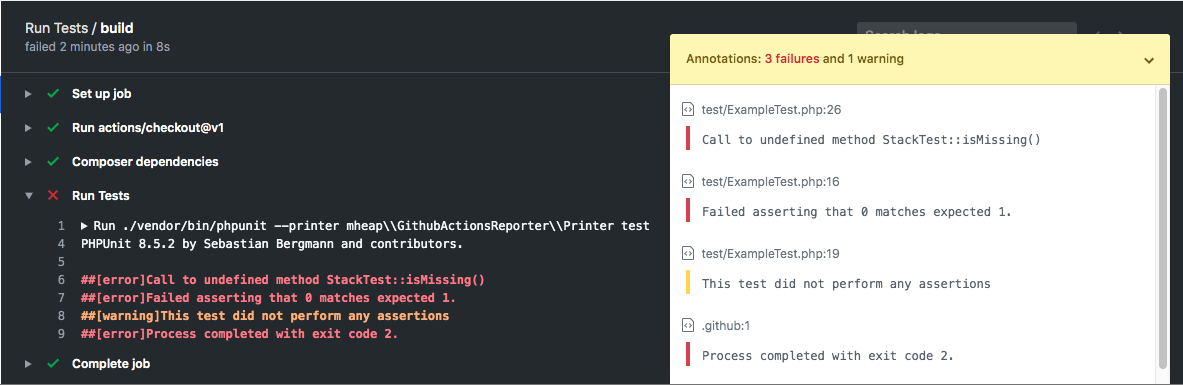 Run Tests / build
failed 2 minutes ago in 8s
Search logs
Set up job
Run actions/checkout@v1
Composer dependencies
Run Tests
1 Run ./vendor/bin/phpunit --printer mheap\\GithubActionsReporter\\Printer test
4 PHPUnit 8.5.2 by Sebastian Bergmann and contributors.
5
6 ##[error]Call to undefined method StackTest::isMissing()
7 ##[error]Failed asserting that 0 matches expected 1.
8 ##[warning]This test did not perform any assertions
9 ##[error]Process completed with exit code 2.
Complete job
Annotations: 3 failures and 1 warning
test/ExampleTest.php:26
Call to undefined method StackTest::isMissing()
test/ExampleTest.php:16
Failed asserting that 0 matches expected 1.
test/ExampleTest.php:19
This test did not perform any assertions
.github:1
Process completed with exit code 2.